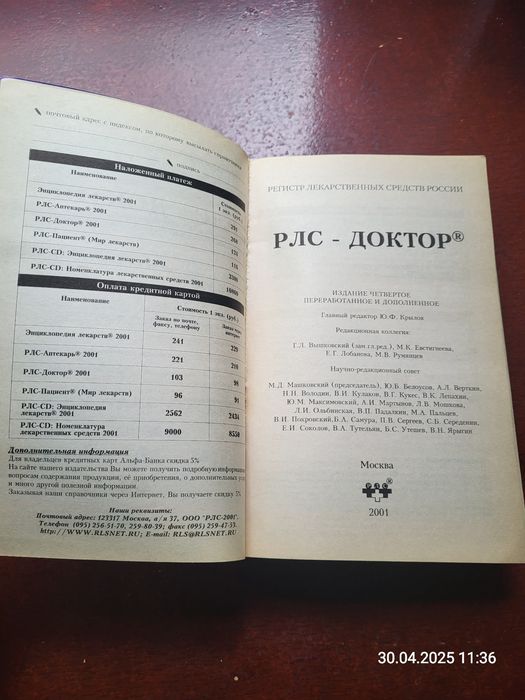 почтовый адрес с индексом, по которому высылать справочники
подпись
Наложенный платеж
Наименование
Стоимость
1 экз. (руб.)
Энциклопедия лекарств® 2001
РЛС-Аптекарь® 2001
РЛС-Доктор® 2001
РЛС-Пациент® (Мир лекарств)
РЛС-CD: Энциклопедия лекарств® 2001
РЛС-CD: Номенклатура лекарственных средств 2001
Оплата кредитной картой
Наименование
Стоимость 1 экз. (руб.)
Заказ по почте,
факсу, телефону
Заказ через
интернет
Энциклопедия лекарств® 2001
241
229
РЛС-Аптекарь® 2001
221
210
РЛС-Доктор® 2001
103
98
РЛС-Пациент® (Мир лекарств)
96
91
РЛС-CD: Энциклопедия
лекарств® 2001
2562
2434
РЛС-CD: Номенклатура
лекарственных средств 2001
9000
8550
Дополнительная информация
Для владельцев кредитных карт Альфа-Банка скидка 5%
На сайте нашего издательства Вы можете получить подробную информацию
вопросам содержания продукции, её приобретения, о дополнительных
и много другой полезной информации.
Заказывая наши справочники через Интернет, Вы получаете скидку 5%
Наши реквизиты:
Почтовый адрес: 123317 Москва, а/я 37, ООО "РЛС-2001"
Телефон (095) 256-51-70, 259-80-39; факс (095) 259-47-53.
http://WWW.RLSNET.RU; E-mail: RLS@RLSNET.RU
РЕГИСТР ЛЕКАРСТВЕННЫХ СРЕДСТВ РОССИИ
РЛС - ДОКТОР®
ИЗДАНИЕ ЧЕТВЕРТОЕ
ПЕРЕРАБОТАННОЕ И ДОПОЛНЕННОЕ
Главный редактор Ю.Ф. Крылов
Редакционная коллегия:
Г.Л. Вышковский (зам.гл.ред.), М.К. Евстигнеева,
Е.Г. Лобанова, М.В. Румянцев
Научно-редакционный совет
М.Д. Машковский (председатель), Ю.Б. Белоусов, А.Л. Верткин,
Н.Н. Володин, В.И. Кулаков, В.Г. Кукес, В.К. Лепахин,
Ю.М. Максимовский, А.И. Мартынов, Л.В. Мошкова,
Л.И. Ольбинская, В.П. Падалкин, М.А. Пальцев,
В.И. Покровский, Б.А. Самура, П.В. Сергеев, С.Б. Середенин,
Е.И. Соколов, В.А. Тутельян, Б.С. Утешев, В.Н. Ярыгин
Москва
РЛС
2001
30.04.2025 11:36